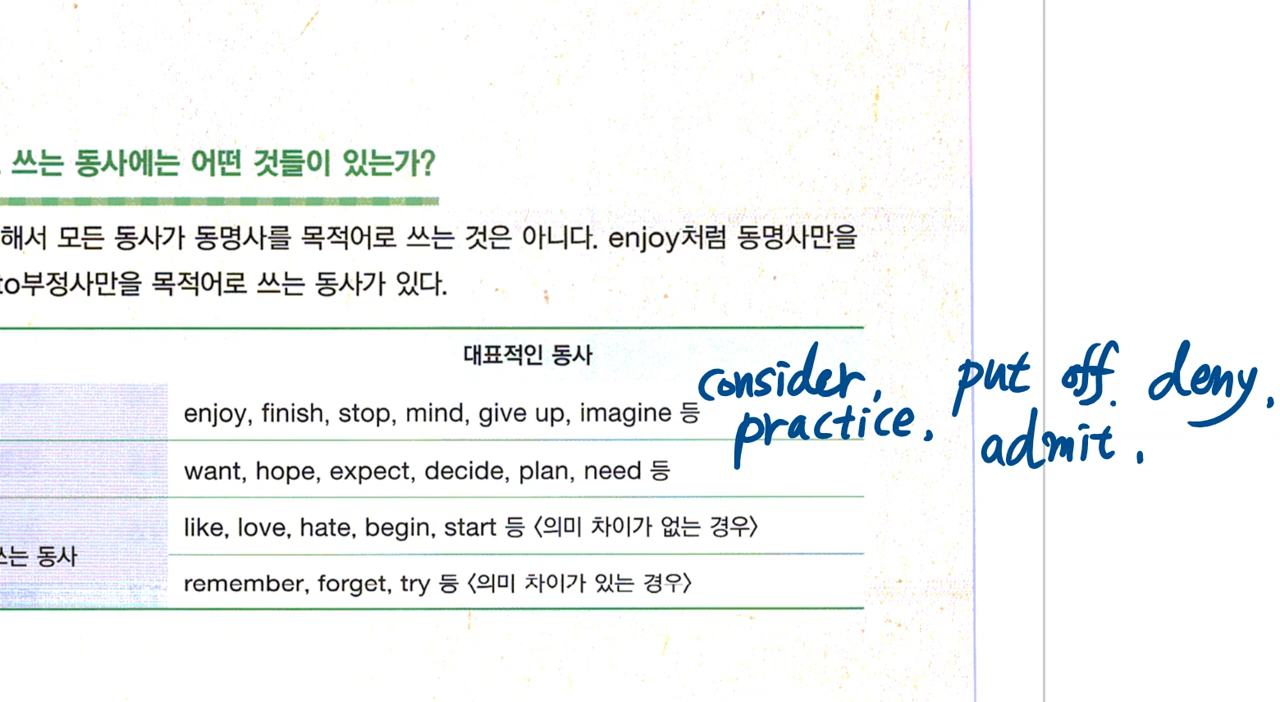 쓰는 동사에는 어떤 것들이 있는가?
해서 모든 동사가 동명사를 목적어로 쓰는 것은 아니다. enjoy처럼 동명사만을
to부정사만을 목적어로 쓰는 동사가 있다.
대표적인 동사
enjoy, finish, stop, mind, give up, imagine 등
consider, put off. deny,
practice, admit.
want, hope, expect, decide, plan, need 등
like, love, hate, begin, start 등 〈의미 차이가 없는 경우〉
쓰는 동사
remember, forget, try 등 〈의미 차이가 있는 경우〉